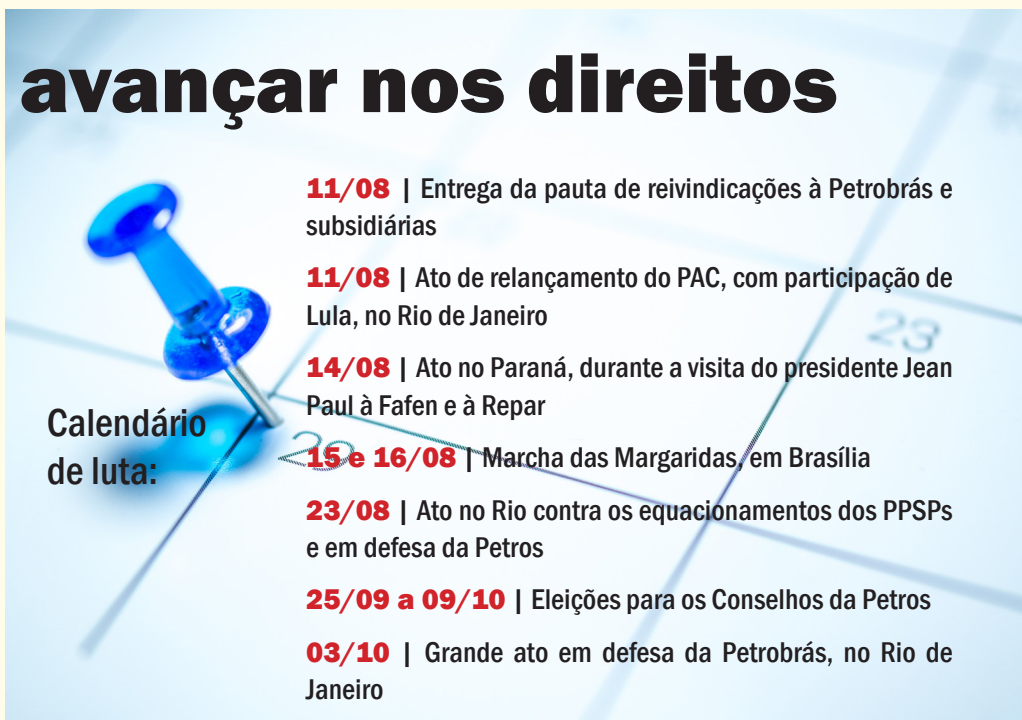 avançar nos direitos
Calendário
de luta:
11/08 | Entrega da pauta de reivindicações à Petrobrás e
subsidiárias
11/08 | Ato de relançamento do PAC, com participação de
Lula, no Rio de Janeiro
14/08 | Ato no Paraná, durante a visita do presidente Jean
Paul à Fafen e à Repar
15 e 16/08 | Marcha das Margaridas, em Brasília
23/08 | Ato no Rio contra os equacionamentos dos PPSPs
e em defesa da Petros
25/09 a 09/10 | Eleições para os Conselhos da Petros
03/10 | Grande ato em defesa da Petrobrás, no Rio de
Janeiro
23
29